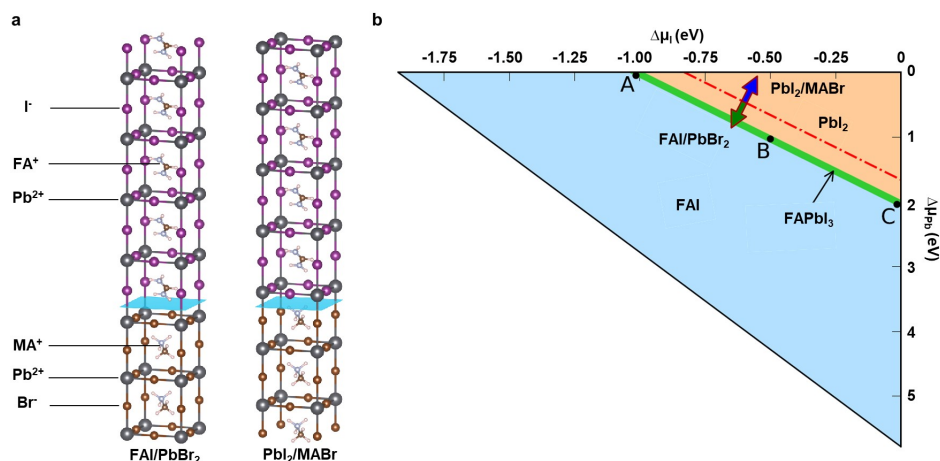 a
I⁻
FA⁺
Pb²⁺
MA⁺
Pb²⁺
Br⁻
FAI/PbBr₂
PbI₂/MABr
b
Δμ_I (eV)
-1.75 -1.50 -1.25 -1.00 -0.75 -0.50 -0.25 0
0
1
2
3
4
5
Δμ_Pb (eV)
A
B
C
PbI₂/MABr
PbI₂
FAI/PbBr₂
FAI
FAPbI₃